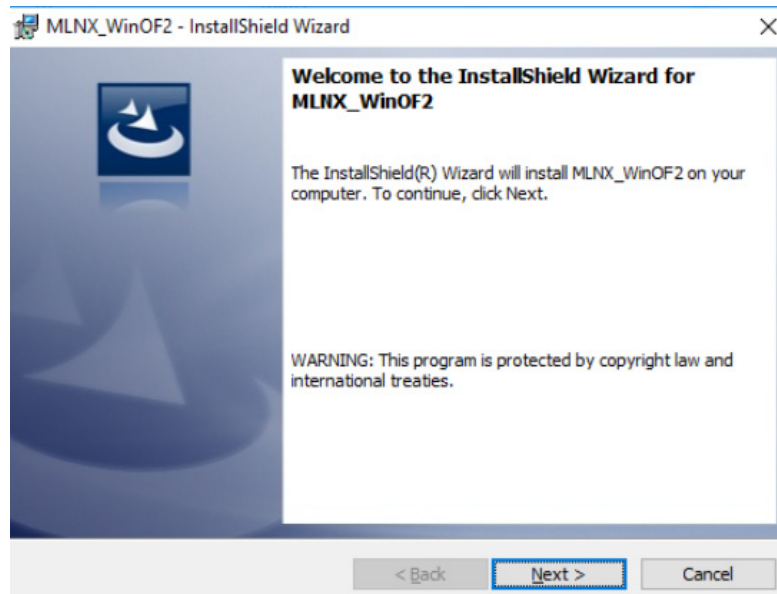 MLNX_WinOF2 - InstallShield Wizard
Welcome to the InstallShield Wizard for
MLNX_WinOF2
The InstallShield(R) Wizard will install MLNX_WinOF2 on your
computer. To continue, click Next.
WARNING: This program is protected by copyright law and
international treaties.
< Back Next > Cancel